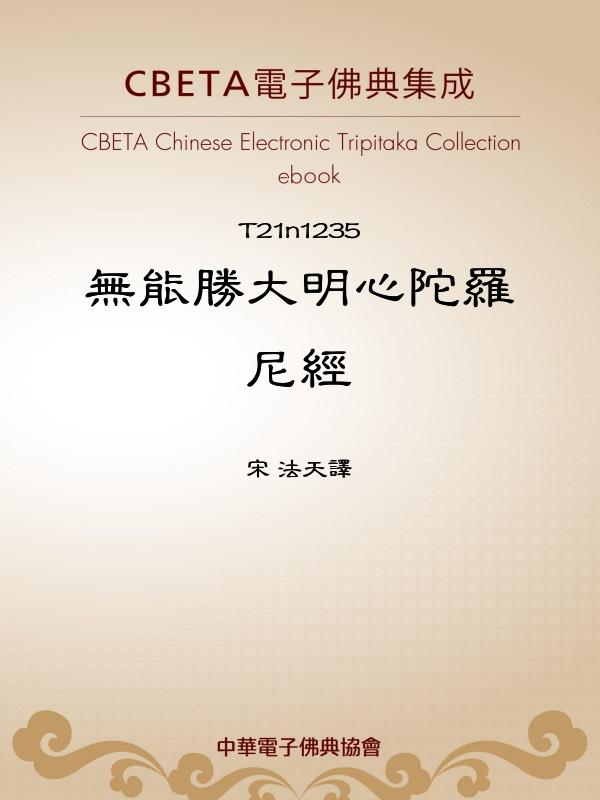 CBETA電子佛典集成
CBETA Chinese Electronic Tripitaka Collection
ebook
T21n1235
無能勝大明心陀羅
尼經
宋 法天譯
中華電子佛典協會